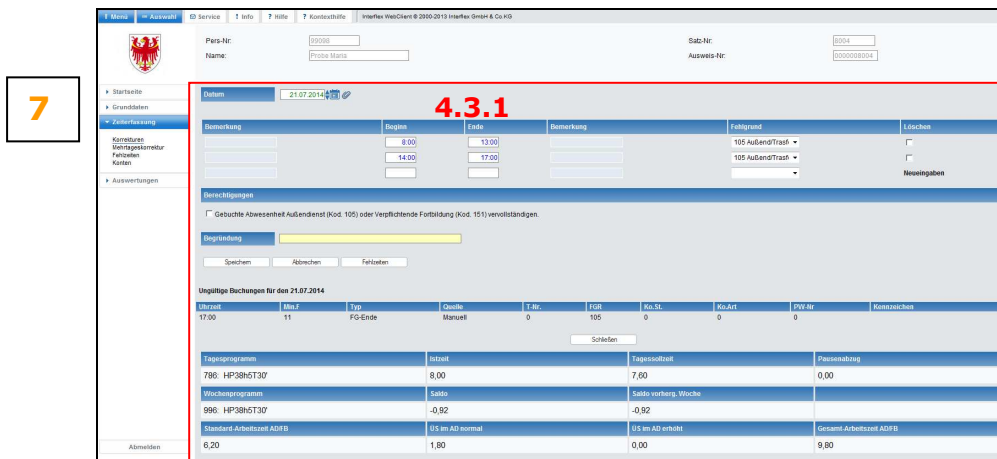 7
Menü Auswahl Service Info Hilfe Kontexthilfe Interflex WebClient © 2000-2013 Interflex GmbH & Co.KG
Pers-Nr: 99098 Satz-Nr: 8004
Name: Probe Maria Ausweis-Nr: 0000008004
Startseite
Grunddaten
Zeiterfassung
Korrekturen
Mehrtageskorrektur
Fehlzeiten
Konten
Auswertungen
Abmelden
Datum 21.07.2014
4.3.1
Bemerkung Beginn Ende Bemerkung Fehlgrund Löschen
8:00 13:00 105 Außend/Trasf
14:00 17:00 105 Außend/Trasf
Neueingaben
Berechtigungen
Gebuchte Abwesenheit Außendienst (Kod. 105) oder Verpflichtende Fortbildung (Kod. 151) vervollständigen.
Begründung
Speichern Abbrechen Fehlzeiten
Ungültige Buchungen für den 21.07.2014
Uhrzeit Min.F Typ Quelle T-Nr. FGR Ko.St. Ko.Art PW-Nr Kennzeichen
17:00 11 FG-Ende Manuell 0 105 0 0 0
Schließen
Tagesprogramm Istzeit Tagessollzeit Pausenabzug
786: HP38h5T30' 8,00 7,60 0,00
Wochenprogramm Saldo Saldo vorherg. Woche
996: HP38h5T30' -0,92 -0,92
Standard-Arbeitszeit AD/FB ÜS im AD normal ÜS im AD erhöht Gesamt-Arbeitszeit AD/FB
6,20 1,80 0,00 9,80